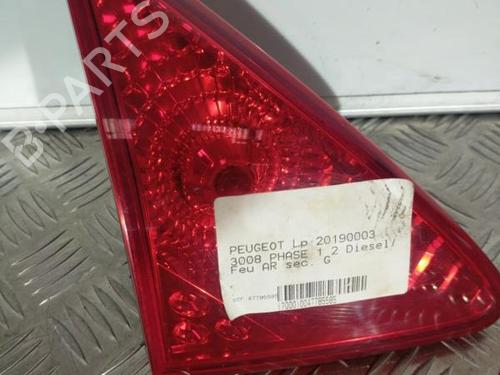 B-PARTS
PEUGEOT Lp 20190003
3008 PHASE 1 2 Diesel/
Feu AR sec. G